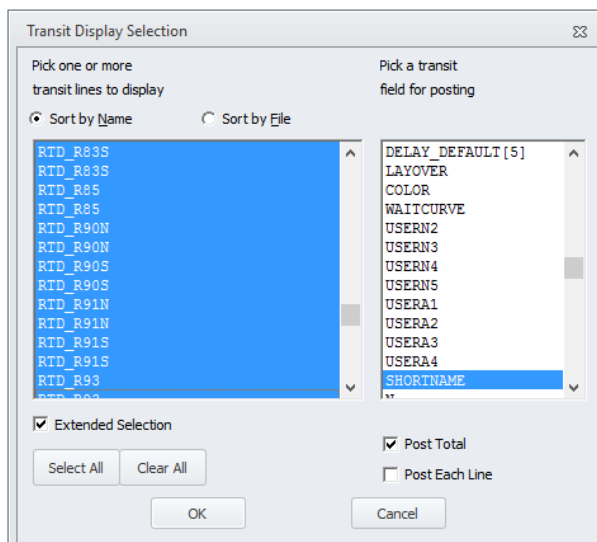 Transit Display Selection
Pick one or more
transit lines to display
Pick a transit
field for posting
Sort by Name
Sort by File
RTD_R83S
RTD_R83S
RTD_R85
RTD_R85
RTD_R90N
RTD_R90N
RTD_R90S
RTD_R90S
RTD_R91N
RTD_R91N
RTD_R91S
RTD_R91S
RTD_R93
DELAY_DEFAULT[5]
LAYOVER
COLOR
WAITCURVE
USERN2
USERN3
USERN4
USERN5
USERA1
USERA2
USERA3
USERA4
SHORTNAME
Extended Selection
Select All
Clear All
Post Total
Post Each Line
OK
Cancel